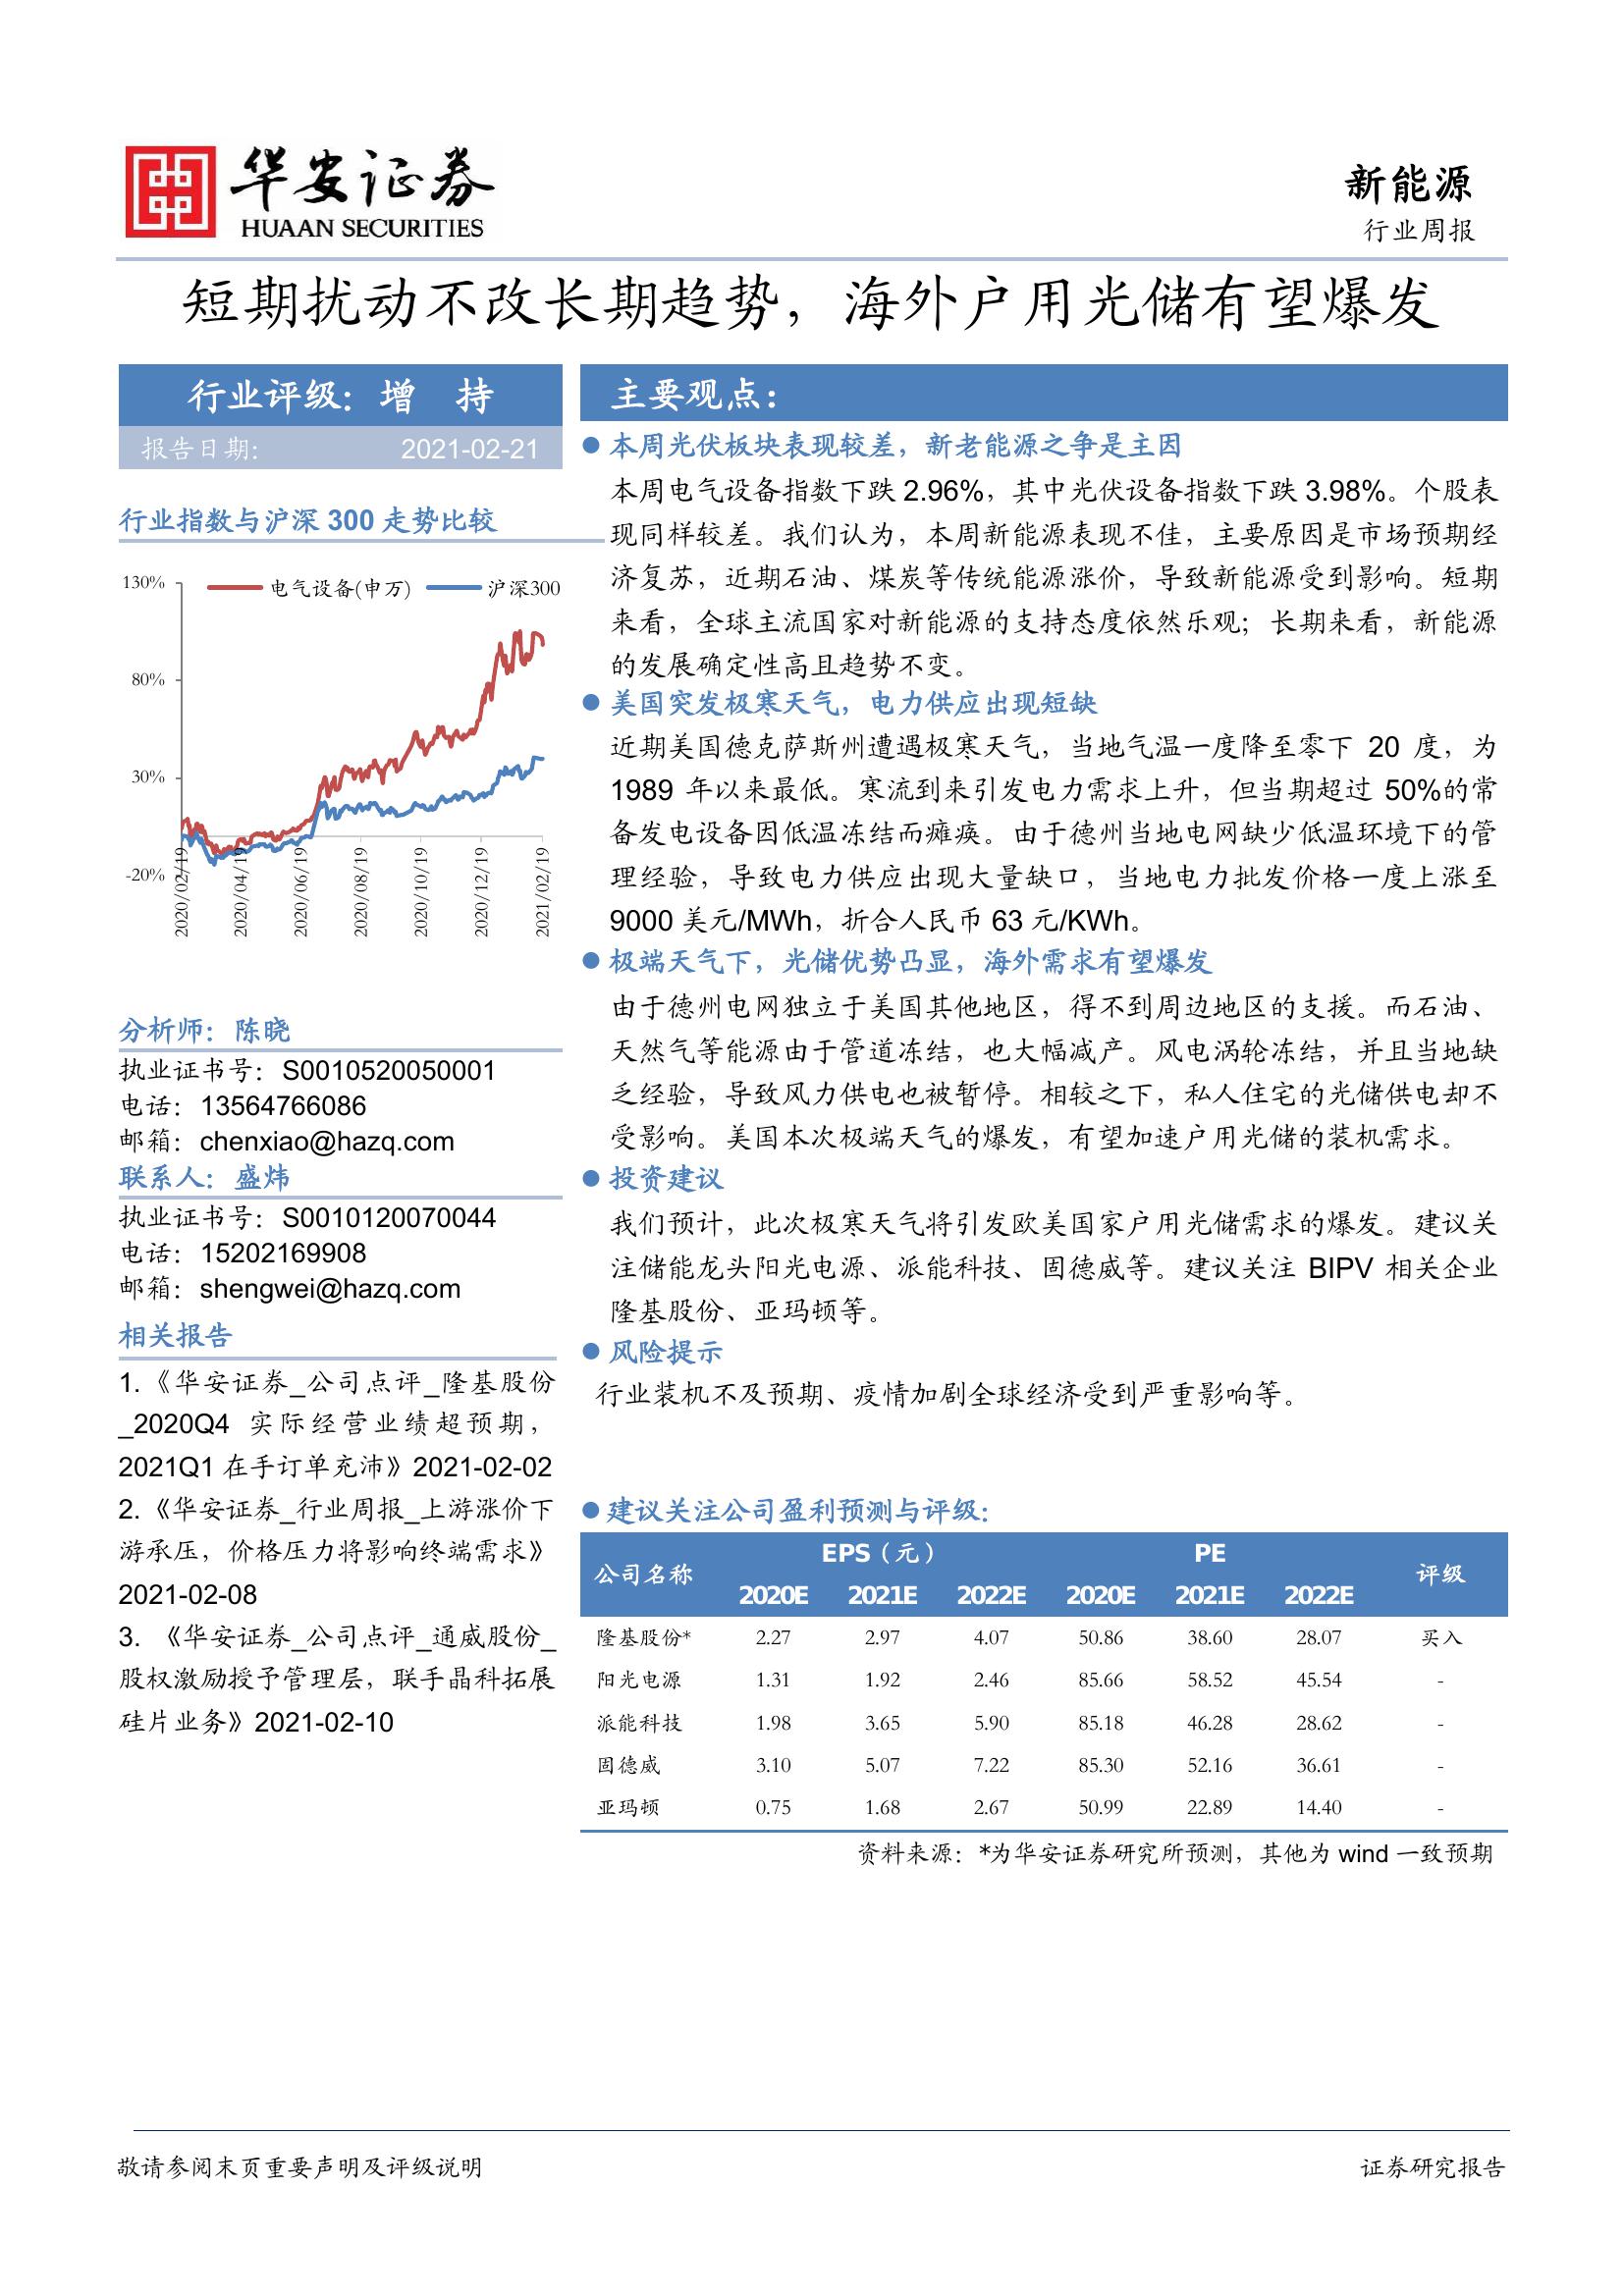 华安证券
HUAAN SECURITIES
新能源
行业周报
短期扰动不改长期趋势，海外户用光储有望爆发
行业评级：增 持
报告日期： 2021-02-21
行业指数与沪深 300 走势比较
130%
80%
30%
-20%
电气设备(申万)
沪深300
2020/02/19
2020/04/19
2020/06/19
2020/08/19
2020/10/19
2020/12/19
2021/02/19
分析师：陈晓
执业证书号：S0010520050001
电话：13564766086
邮箱：chenxiao@hazq.com
联系人：盛炜
执业证书号：S0010120070044
电话：15202169908
邮箱：shengwei@hazq.com
相关报告
1.《华安证券_公司点评_隆基股份
_2020Q4 实际经营业绩超预期，
2021Q1 在手订单充沛》2021-02-02
2.《华安证券_行业周报_上游涨价下
游承压，价格压力将影响终端需求》
2021-02-08
3. 《华安证券_公司点评_通威股份_
股权激励授予管理层，联手晶科拓展
硅片业务》2021-02-10
主要观点：
本周光伏板块表现较差，新老能源之争是主因
本周电气设备指数下跌 2.96%，其中光伏设备指数下跌 3.98%。个股表
现同样较差。我们认为，本周新能源表现不佳，主要原因是市场预期经
济复苏，近期石油、煤炭等传统能源涨价，导致新能源受到影响。短期
来看，全球主流国家对新能源的支持态度依然乐观；长期来看，新能源
的发展确定性高且趋势不变。
美国突发极寒天气，电力供应出现短缺
近期美国德克萨斯州遭遇极寒天气，当地气温一度降至零下 20 度，为
1989 年以来最低。寒流到来引发电力需求上升，但当期超过 50%的常
备发电设备因低温冻结而瘫痪。由于德州当地电网缺少低温环境下的管
理经验，导致电力供应出现大量缺口，当地电力批发价格一度上涨至
9000 美元/MWh，折合人民币 63 元/KWh。
极端天气下，光储优势凸显，海外需求有望爆发
由于德州电网独立于美国其他地区，得不到周边地区的支援。而石油、
天然气等能源由于管道冻结，也大幅减产。风电涡轮冻结，并且当地缺
乏经验，导致风力供电也被暂停。相较之下，私人住宅的光储供电却不
受影响。美国本次极端天气的爆发，有望加速户用光储的装机需求。
投资建议
我们预计，此次极寒天气将引发欧美国家户用光储需求的爆发。建议关
注储能龙头阳光电源、派能科技、固德威等。建议关注 BIPV 相关企业
隆基股份、亚玛顿等。
风险提示
行业装机不及预期、疫情加剧全球经济受到严重影响等。
建议关注公司盈利预测与评级：
公司名称 EPS（元） PE 评级
2020E 2021E 2022E 2020E 2021E 2022E
隆基股份* 2.27 2.97 4.07 50.86 38.60 28.07 买入
阳光电源 1.31 1.92 2.46 85.66 58.52 45.54 -
派能科技 1.98 3.65 5.90 85.18 46.28 28.62 -
固德威 3.10 5.07 7.22 85.30 52.16 36.61 -
亚玛顿 0.75 1.68 2.67 50.99 22.89 14.40 -
资料来源：*为华安证券研究所预测，其他为 wind 一致预期
敬请参阅末页重要声明及评级说明
证券研究报告